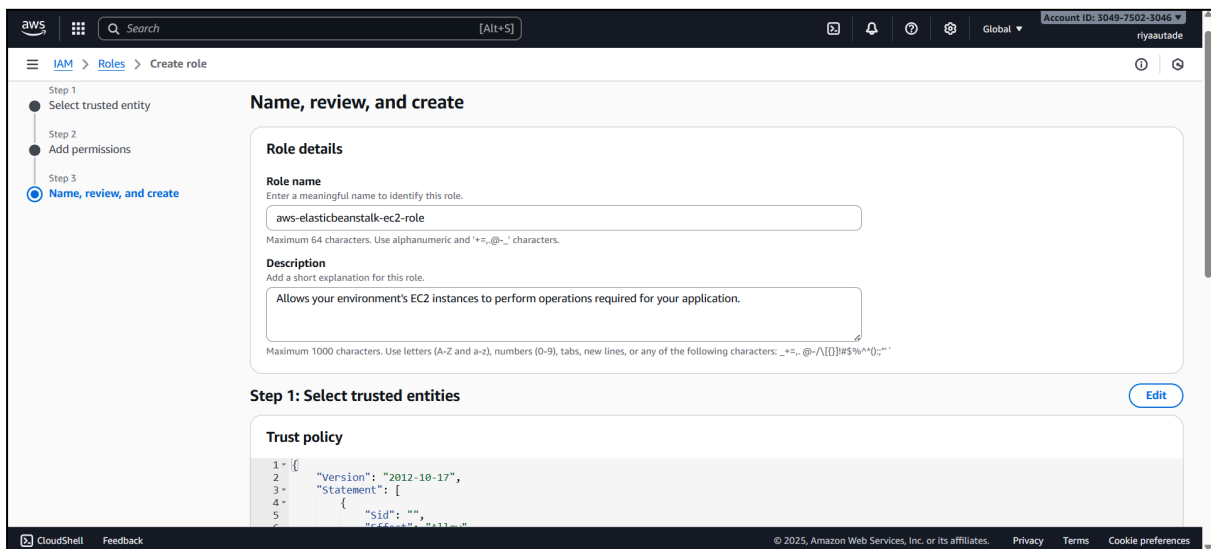 aws
Search
[Alt+S]
Global
Account ID: 3049-7502-3046
riyaautade
IAM > Roles > Create role
Step 1
Select trusted entity
Step 2
Add permissions
Step 3
Name, review, and create
Name, review, and create
Role details
Role name
Enter a meaningful name to identify this role.
aws-elasticbeanstalk-ec2-role
Maximum 64 characters. Use alphanumeric and '+=,.@-_' characters.
Description
Add a short explanation for this role.
Allows your environment's EC2 instances to perform operations required for your application.
Maximum 1000 characters. Use letters (A-Z and a-z), numbers (0-9), tabs, new lines, or any of the following characters: _+=,. @-/\[{}]!#$%^*();:"'`
Step 1: Select trusted entities
Edit
Trust policy
1 {
2 "Version": "2012-10-17",
3 "Statement": [
4 {
5 "Sid": "",
6 "Effect": "Allow",
CloudShell
Feedback
© 2025, Amazon Web Services, Inc. or its affiliates.
Privacy
Terms
Cookie preferences